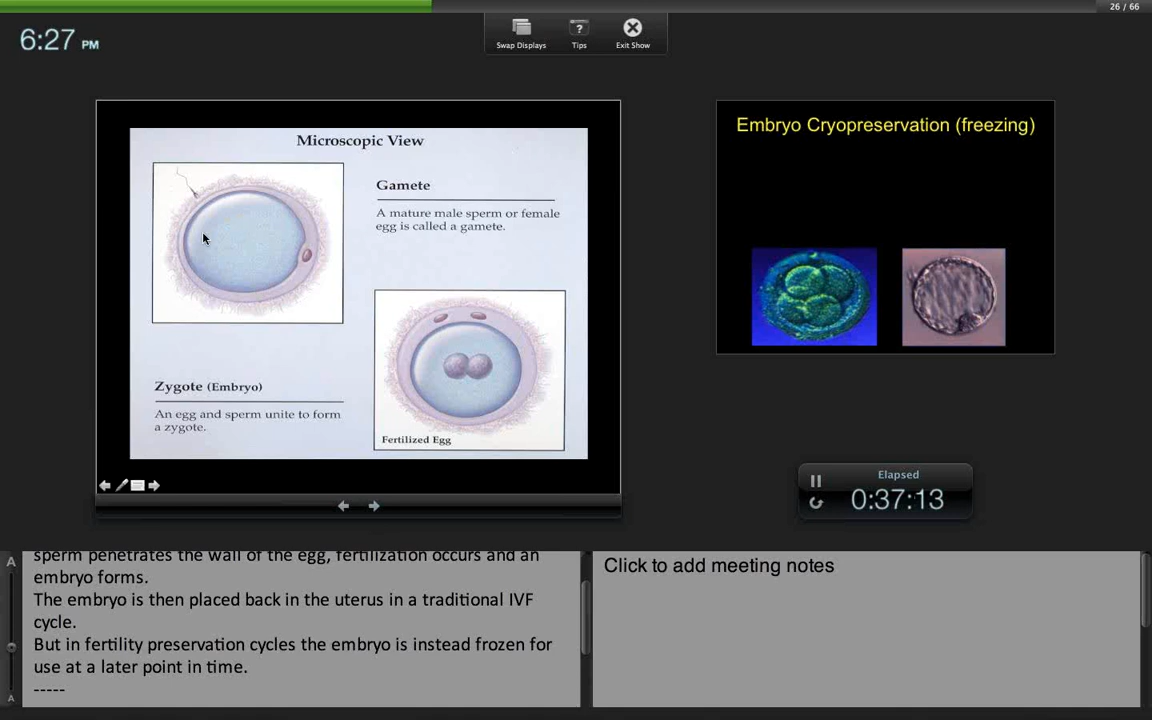 26 / 66
6:27 PM
Swap Displays
Tips
Exit Show
Microscopic View
Gamete
A mature male sperm or female
egg is called a gamete.
Zygote (Embryo)
An egg and sperm unite to form
a zygote.
Fertilized Egg
Embryo Cryopreservation (freezing)
Elapsed
0:37:13
A
sperm penetrates the wall of the egg, fertilization occurs and an
embryo forms.
The embryo is then placed back in the uterus in a traditional IVF
cycle.
But in fertility preservation cycles the embryo is instead frozen for
use at a later point in time.
-----
A
Click to add meeting notes